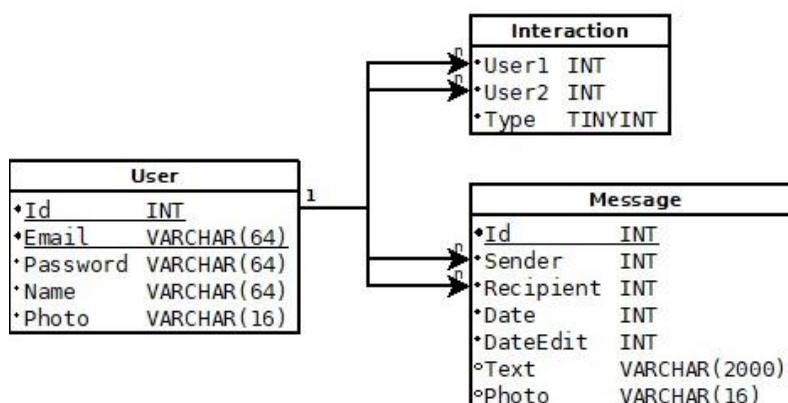 Interaction
n
User1 INT
n
User2 INT
Type TINYINT
User
Id INT
Email VARCHAR(64)
Password VARCHAR(64)
Name VARCHAR(64)
Photo VARCHAR(16)
1
Message
Id INT
n
Sender INT
n
Recipient INT
Date INT
DateEdit INT
Text VARCHAR(2000)
Photo VARCHAR(16)